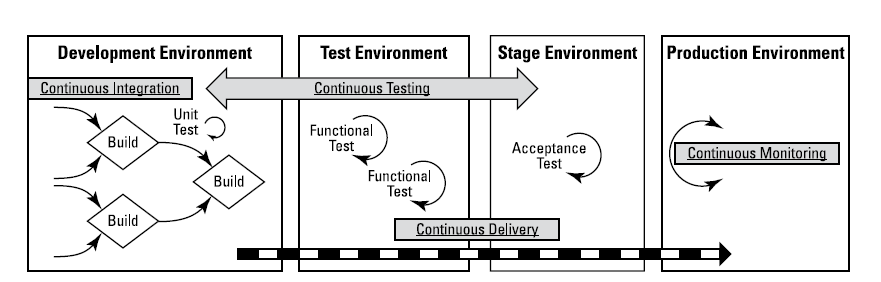 Development Environment
Test Environment
Stage Environment
Production Environment
Continuous Integration
Continuous Testing
Unit
Test
Build
Build
Build
Functional
Test
Functional
Test
Acceptance
Test
Continuous Monitoring
Continuous Delivery